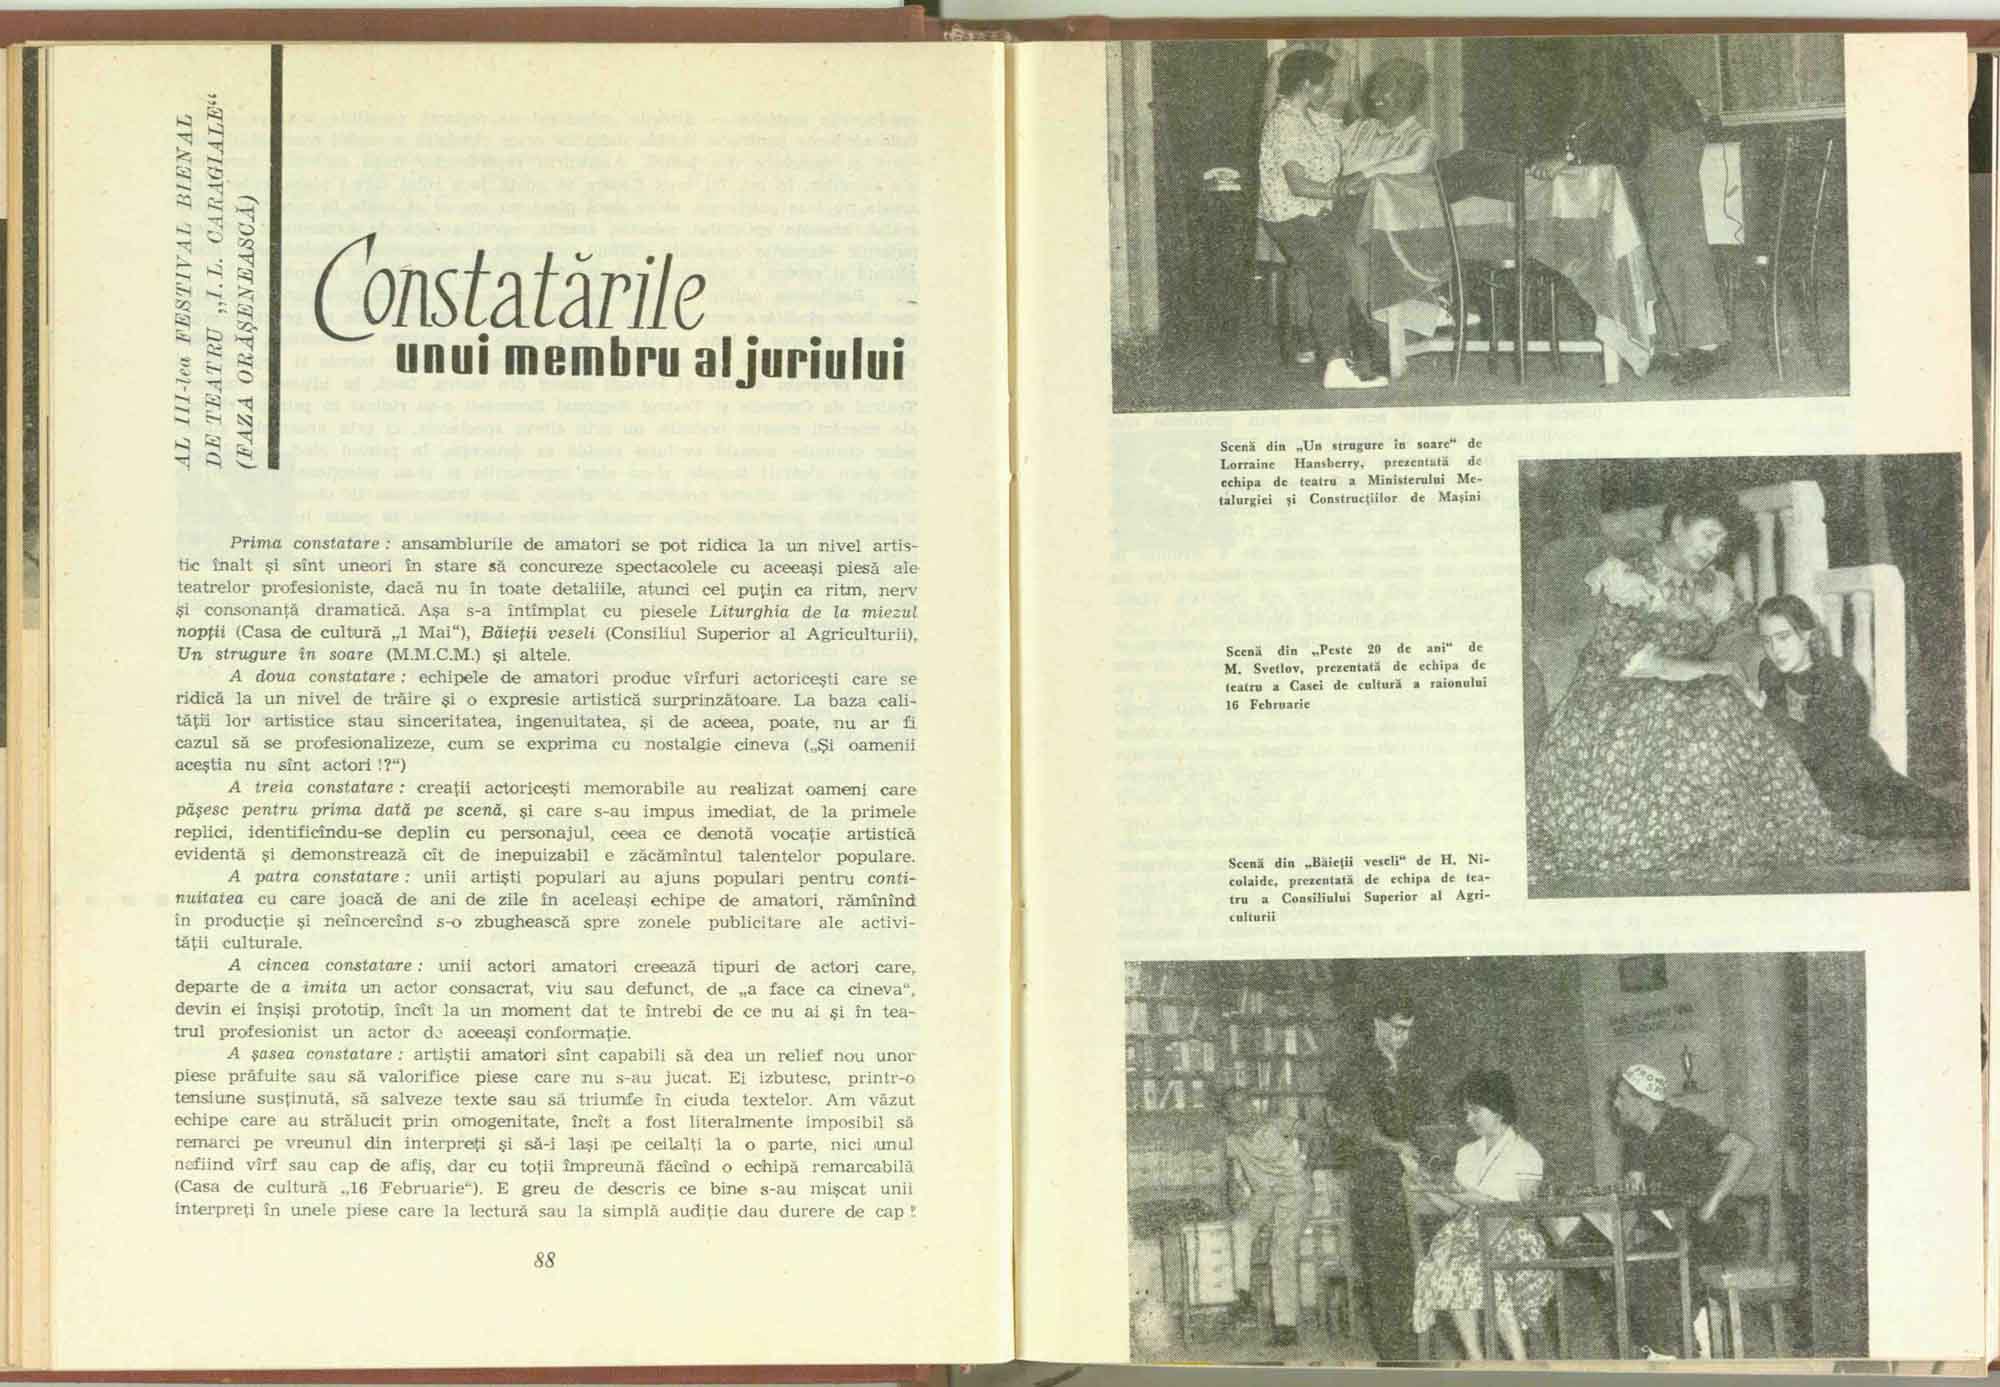 AL III-lea FESTIVAL BIENAL
DE TEATRU „I.L. CARAGIALE“
(FAZA ORĂȘENEASCĂ)
Constatările
unui membru al juriului
Prima constatare : ansamblurile de amatori se pot ridica la un nivel artis-
tic înalt și sînt uneori în stare să concureze spectacolele cu aceeași piesă ale
teatrelor profesioniste, dacă nu în toate detaliile, atunci cel puțin ca ritm, nerv
și consonanță dramatică. Așa s-a întîmplat cu piesele Liturghia de la miezul
nopții (Casa de cultură „1 Mai“), Băieții veseli (Consiliul Superior al Agriculturii),
Un strugure în soare (M.M.C.M.) și altele.
A doua constatare : echipele de amatori produc vîrfuri actoricești care se
ridică la un nivel de trăire și o expresie artistică surprinzătoare. La baza cali-
tății lor artistice stau sinceritatea, ingenuitatea, și de aceea, poate, nu ar fi
cazul să se profesionalizeze, cum se exprima cu nostalgie cineva („Și oamenii
aceștia nu sînt actori !?“)
A treia constatare : creații actoricești memorabile au realizat oameni care
pășesc pentru prima dată pe scenă, și care s-au impus imediat, de la primele
replici, identificîndu-se deplin cu personajul, ceea ce denotă vocație artistică
evidentă și demonstrează cît de inepuizabil e zăcămîntul talentelor populare.
A patra constatare : unii artiști populari au ajuns populari pentru conti-
nuitatea cu care joacă de ani de zile în aceleași echipe de amatori, rămînînd
în producție și neîncercînd s-o zbughească spre zonele publicitare ale activi-
tății culturale.
A cincea constatare : unii actori amatori creează tipuri de actori care,
departe de a imita un actor consacrat, viu sau defunct, de „a face ca cineva“,
devin ei înșiși prototip, încît la un moment dat te întrebi de ce nu ai și în tea-
trul profesionist un actor de aceeași conformație.
A șasea constatare : artiștii amatori sînt capabili să dea un relief nou unor
piese prăfuite sau să valorifice piese care nu s-au jucat. Ei izbutesc, printr-o
tensiune susținută, să salveze texte sau să triumfe în ciuda textelor. Am văzut
echipe care au strălucit prin omogenitate, încît a fost literalmente imposibil să
remarci pe vreunul din interpreți și să-i lași pe ceilalți la o parte, nici unul
nefiind vîrf sau cap de afiș, dar cu toții împreună făcînd o echipă remarcabilă
(Casa de cultură „16 Februarie“). E greu de descris ce bine s-au mișcat unii
interpreți în unele piese care la lectură sau la simplă audiție dau durere de cap !
88
Scenă din „Un strugure în soare“ de
Lorraine Hansberry, prezentată de
echipa de teatru a Ministerului Me-
talurgiei și Construcțiilor de Mașini
Scenă din „Peste 20 de ani“ de
M. Svetlov, prezentată de echipa de
teatru a Casei de cultură a raionului
16 Februarie
Scenă din „Băieții veseli“ de H. Ni-
colaide, prezentată de echipa de tea-
tru a Consiliului Superior al Agri-
culturii